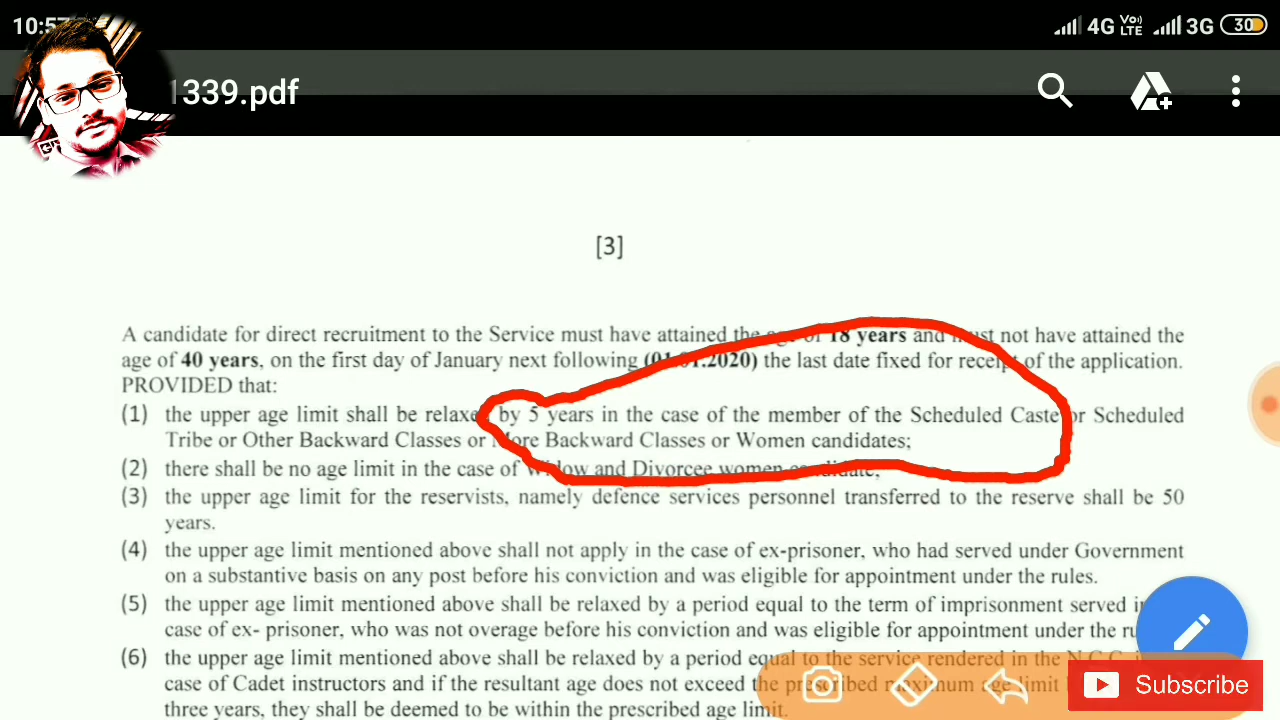 10:57
4G Vo) LTE 3G 30
1339.pdf
[3]
A candidate for direct recruitment to the Service must have attained the age of 18 years and must not have attained the
age of 40 years, on the first day of January next following (01.01.2020) the last date fixed for receipt of the application.
PROVIDED that:
(1) the upper age limit shall be relaxed by 5 years in the case of the member of the Scheduled Caste or Scheduled
Tribe or Other Backward Classes or More Backward Classes or Women candidates;
(2) there shall be no age limit in the case of Widow and Divorcee women candidate;
(3) the upper age limit for the reservists, namely defence services personnel transferred to the reserve shall be 50
years.
(4) the upper age limit mentioned above shall not apply in the case of ex-prisoner, who had served under Government
on a substantive basis on any post before his conviction and was eligible for appointment under the rules.
(5) the upper age limit mentioned above shall be relaxed by a period equal to the term of imprisonment served
case of ex- prisoner, who was not overage before his conviction and was eligible for appointment under the
(6) the upper age limit mentioned above shall be relaxed by a period equal to the service rendered in the N.C.C.
case of Cadet instructors and if the resultant age does not exceed the prescribed maximum age limit
three years, they shall be deemed to be within the prescribed age limit.
Subscribe